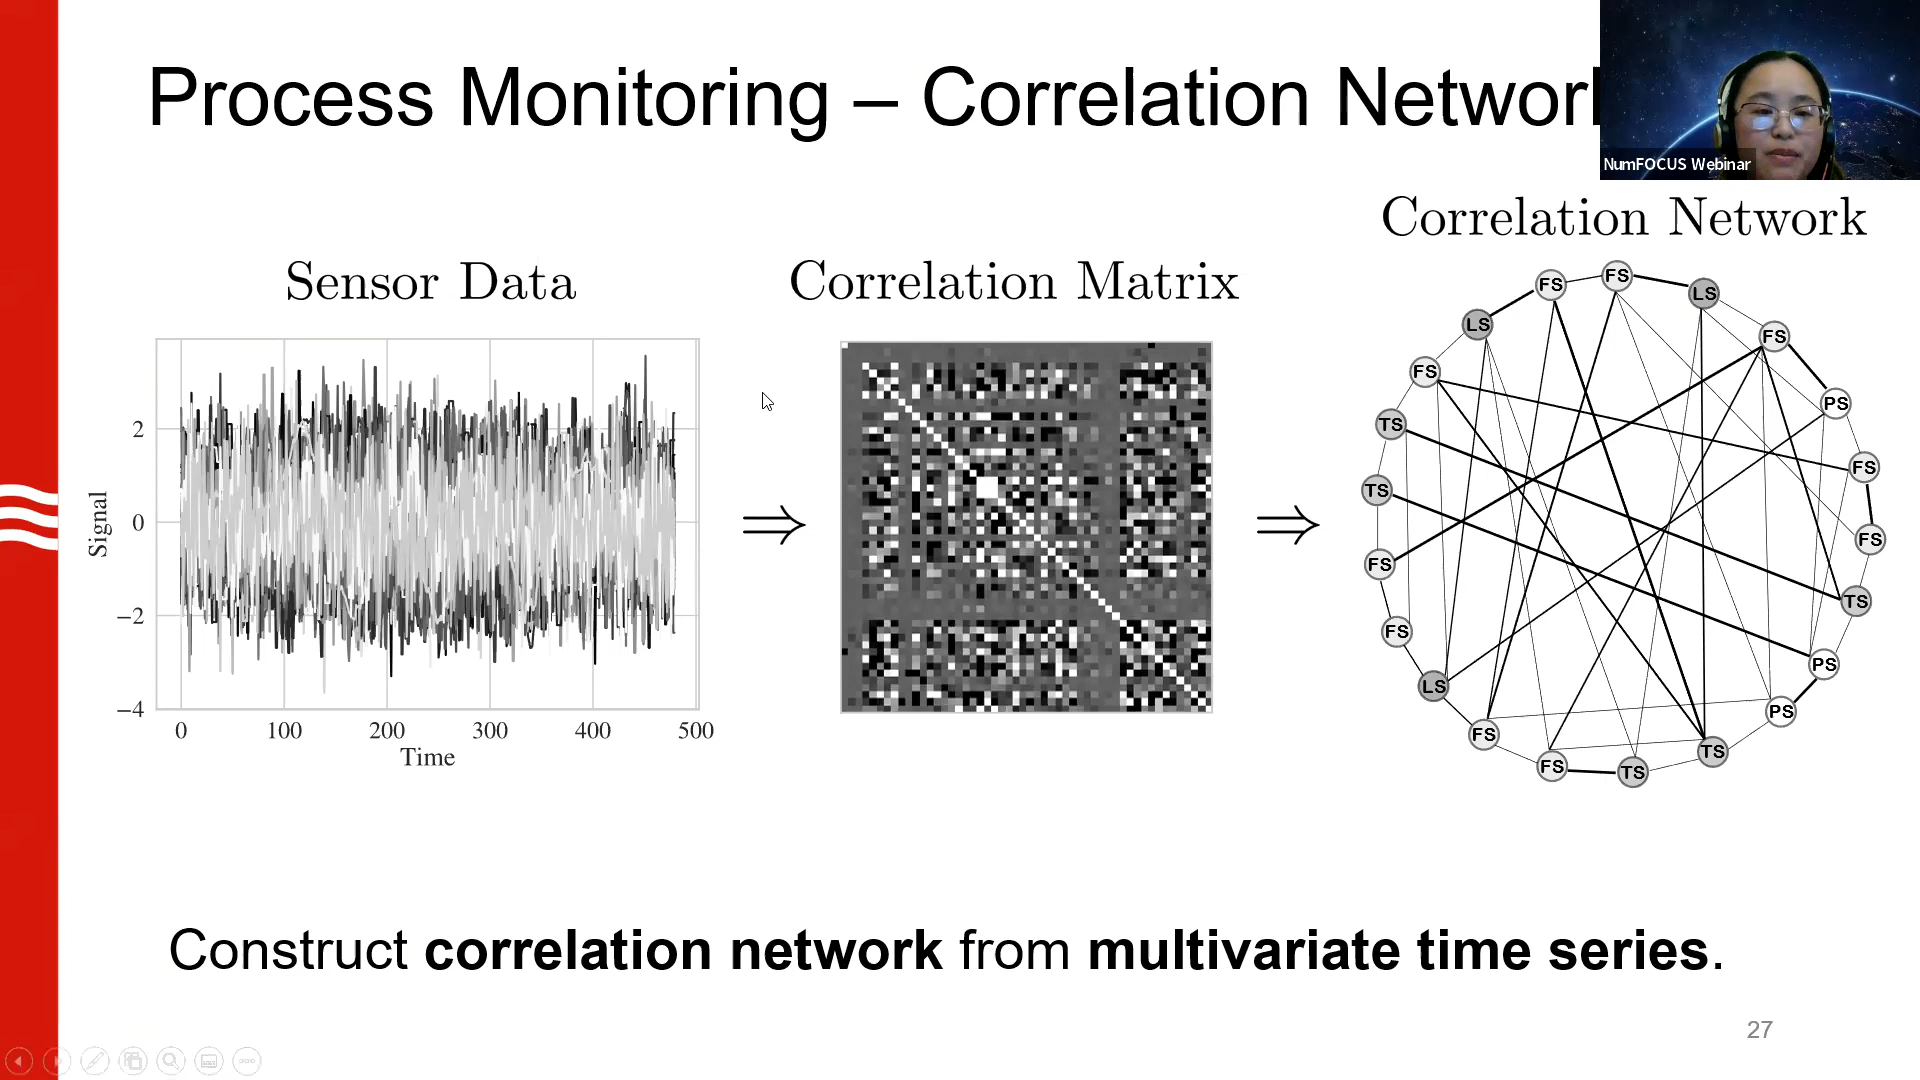 Process Monitoring – Correlation Network
NumFOCUS Webinar
Sensor Data
Correlation Matrix
Correlation Network
Signal
2
0
−2
−4
0 100 200 300 400 500
Time
⇒
⇒
FS
FS
LS
FS
PS
FS
FS
TS
PS
PS
TS
TS
FS
FS
LS
FS
FS
TS
TS
FS
LS
Construct correlation network from multivariate time series.
27